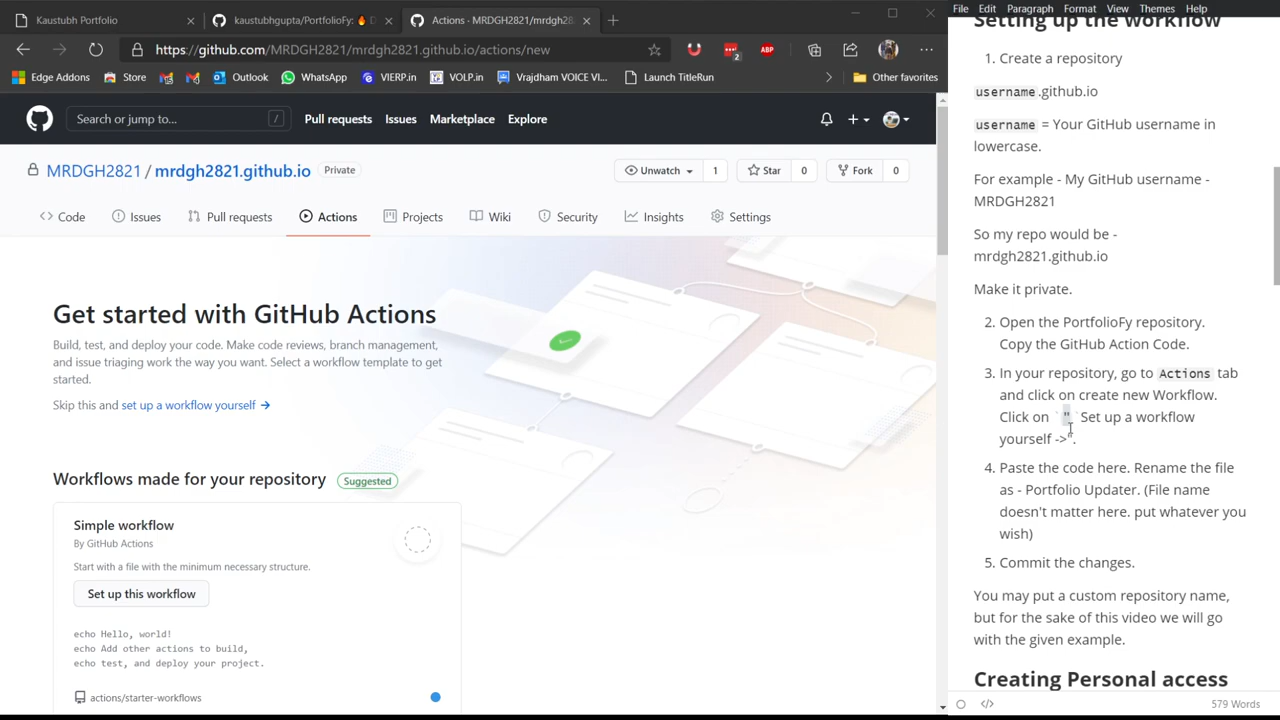 Kaustubh Portfolio
kaustubhgupta/PortfolioFy: 🔥 D
Actions - MRDGH2821/mrdgh28
https://github.com/MRDGH2821/mrdgh2821.github.io/actions/new
2
ABP
Edge Addons
Store
Outlook
WhatsApp
VIERP.in
VOLP.in
Vrajdham VOICE VI...
Launch TitleRun
Other favorites
Search or jump to...
/
Pull requests
Issues
Marketplace
Explore
MRDGH2821 / mrdgh2821.github.io
Private
Unwatch
1
Star
0
Fork
0
Code
Issues
Pull requests
Actions
Projects
Wiki
Security
Insights
Settings
Get started with GitHub Actions
Build, test, and deploy your code. Make code reviews, branch management,
and issue triaging work the way you want. Select a workflow template to get
started.
Skip this and set up a workflow yourself →
Workflows made for your repository
Suggested
Simple workflow
By GitHub Actions
Start with a file with the minimum necessary structure.
Set up this workflow
echo Hello, world!
echo Add other actions to build,
echo test, and deploy your project.
actions/starter-workflows
File Edit Paragraph Format View Themes Help
Setting up the workflow
1. Create a repository
username.github.io
username = Your GitHub username in
lowercase.
For example - My GitHub username -
MRDGH2821
So my repo would be -
mrdgh2821.github.io
Make it private.
2. Open the PortfolioFy repository.
Copy the GitHub Action Code.
3. In your repository, go to Actions tab
and click on create new Workflow.
Click on `"`Set up a workflow
yourself ->".
4. Paste the code here. Rename the file
as - Portfolio Updater. (File name
doesn't matter here. put whatever you
wish)
5. Commit the changes.
You may put a custom repository name,
but for the sake of this video we will go
with the given example.
Creating Personal access
579 Words